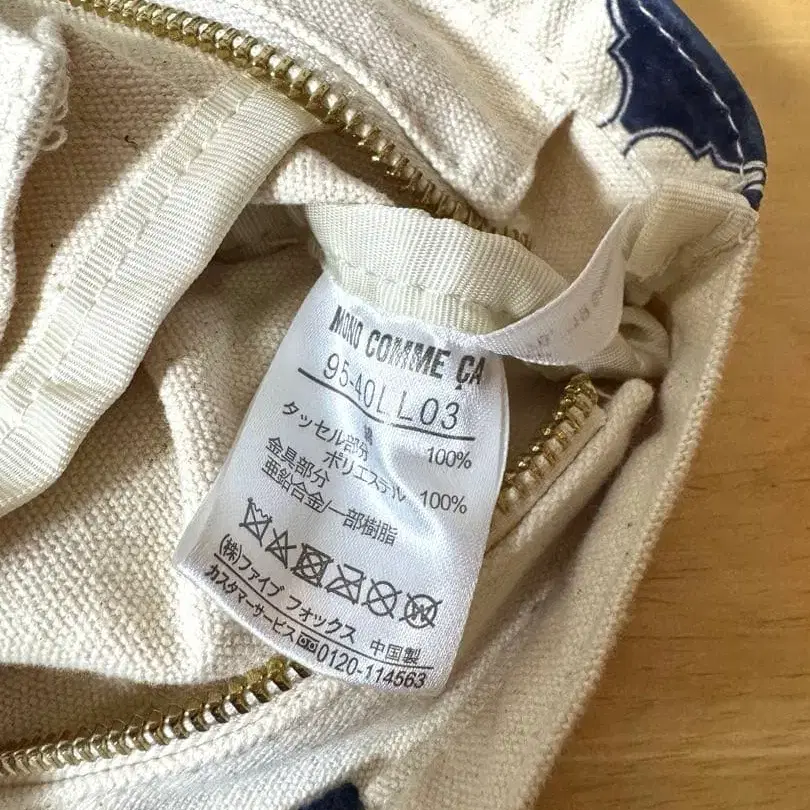 MONO COMME ÇA
95-40LL03
綿 100%
タッセル部分
ポリエステル 100%
金具部分
亜鉛合金/一部樹脂
(株)ファイブ フォックス 中国製
カスタマーサービス 0120-114563